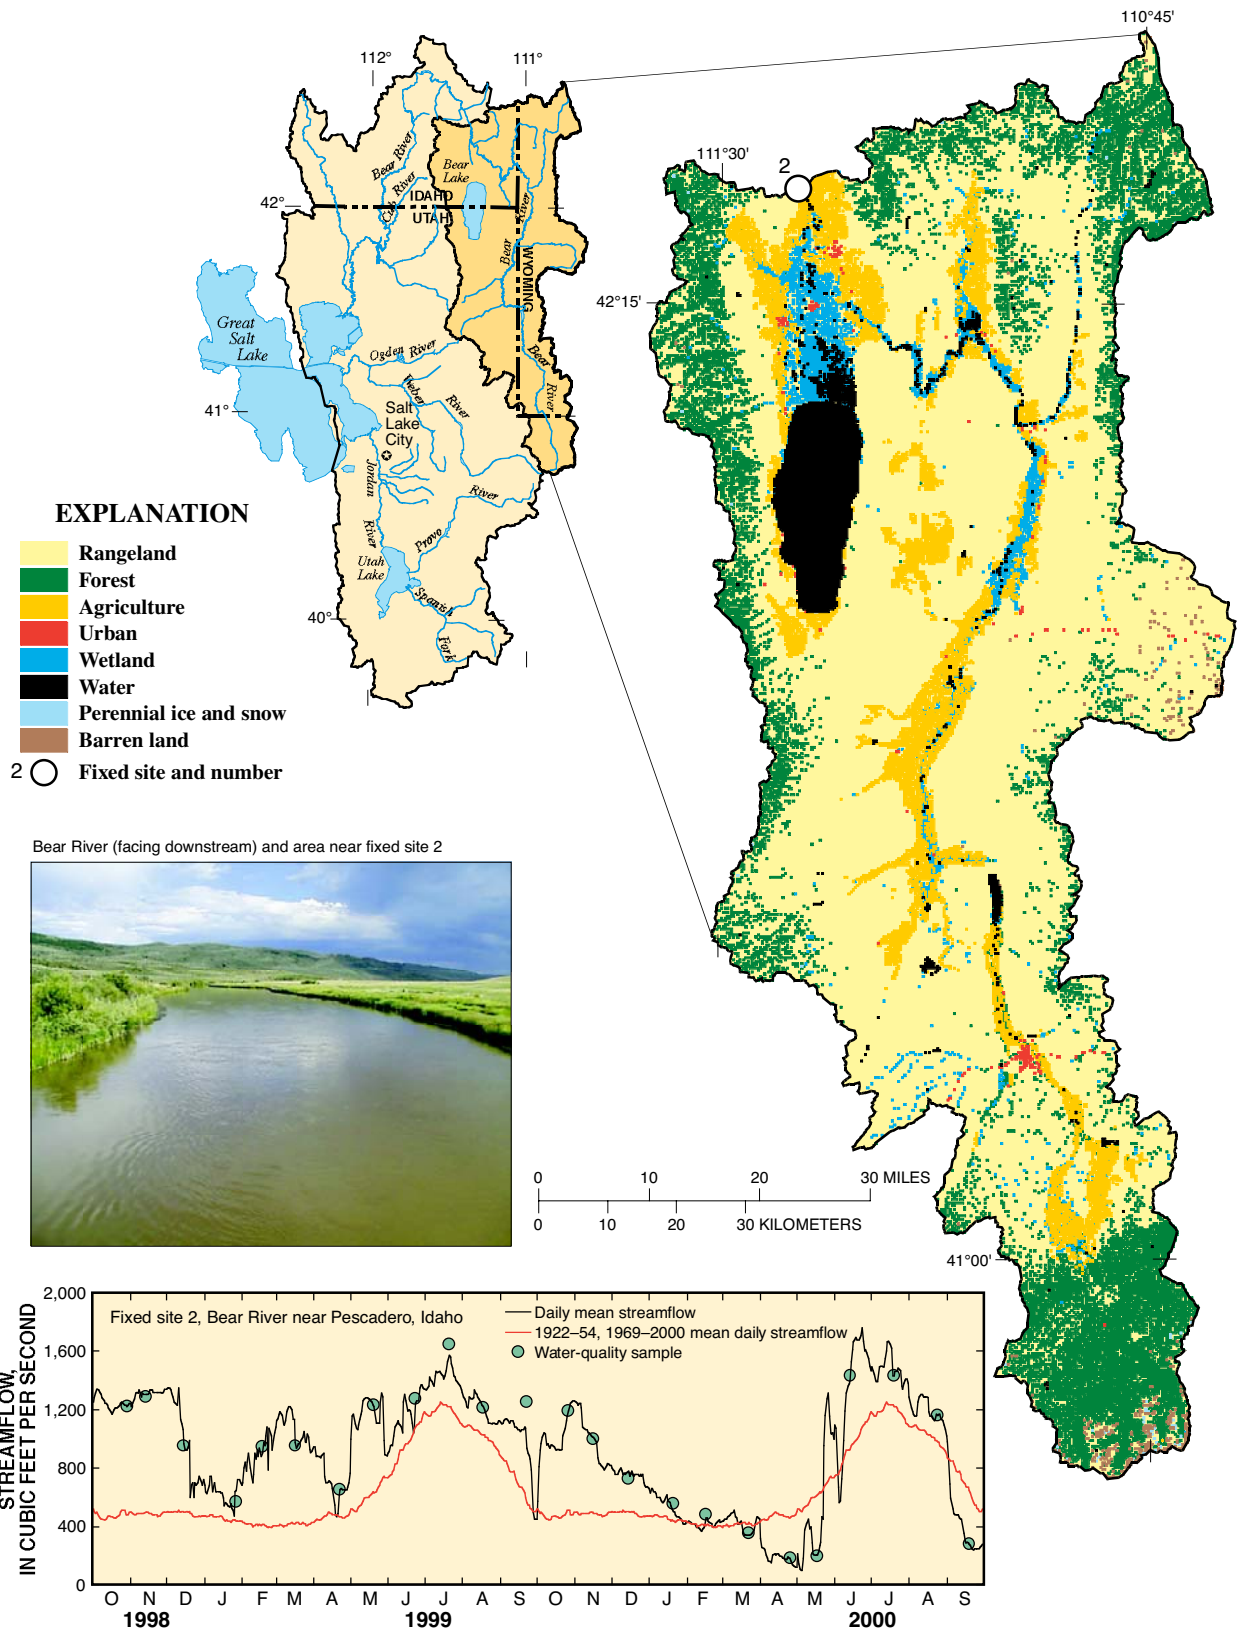 110°45'
112°
111°
111°30'
2
Bear River
Cub River
Bear
Lake
IDAHO
UTAH
42°
River
Bear
WYOMING
42°15'
Great
Salt
Lake
Ogden River
Weber
River
Bear
River
41°
Salt
Lake
City
Jordan
River
River
Provo
Utah
Lake
Spanish
Fork
40°
EXPLANATION
Rangeland
Forest
Agriculture
Urban
Wetland
Water
Perennial ice and snow
Barren land
2 Fixed site and number
Bear River (facing downstream) and area near fixed site 2
0 10 20 30 MILES
0 10 20 30 KILOMETERS
41°00'
STREAMFLOW,
IN CUBIC FEET PER SECOND
2,000
1,600
1,200
800
400
0
Fixed site 2, Bear River near Pescadero, Idaho
Daily mean streamflow
1922–54, 1969–2000 mean daily streamflow
Water-quality sample
O N D J F M A M J J A S O N D J F M A M J J A S
1998 1999 2000